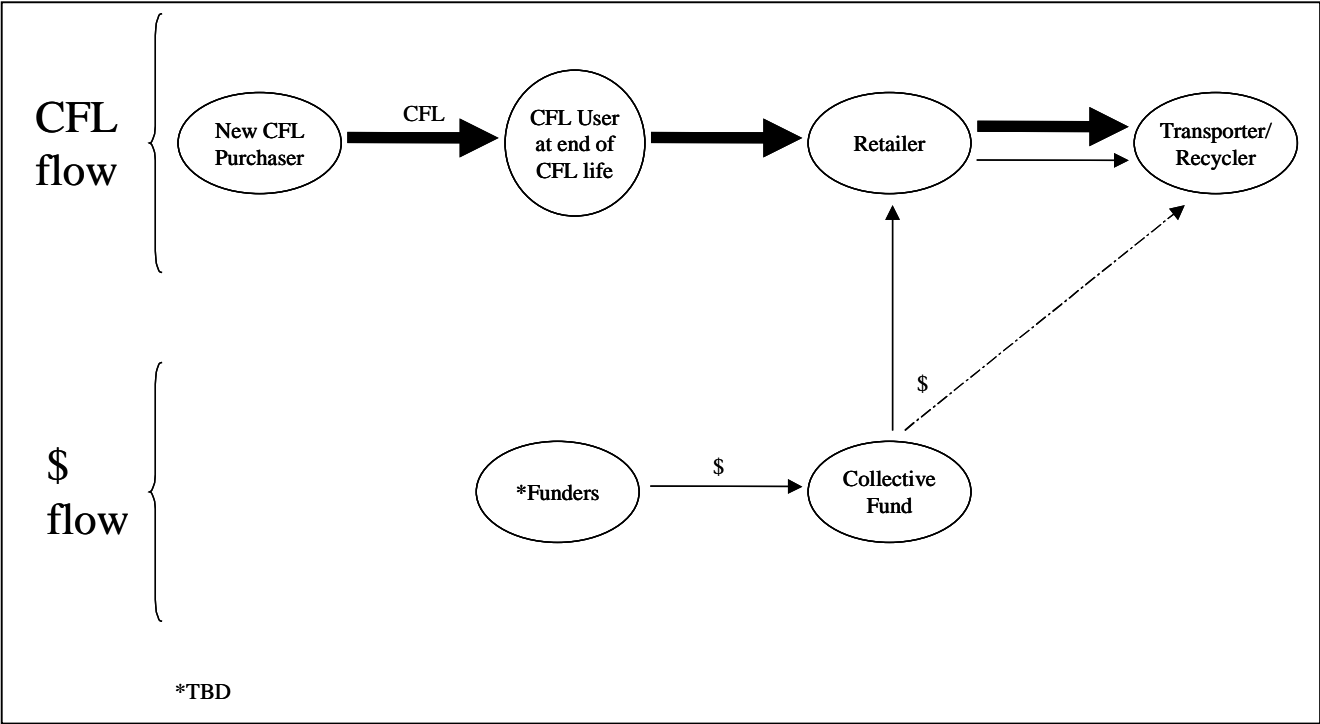 CFL
flow
New CFL
Purchaser
CFL
CFL User
at end of
CFL life
Retailer
Transporter/
Recycler
$
flow
*Funders
$
Collective
Fund
$
*TBD